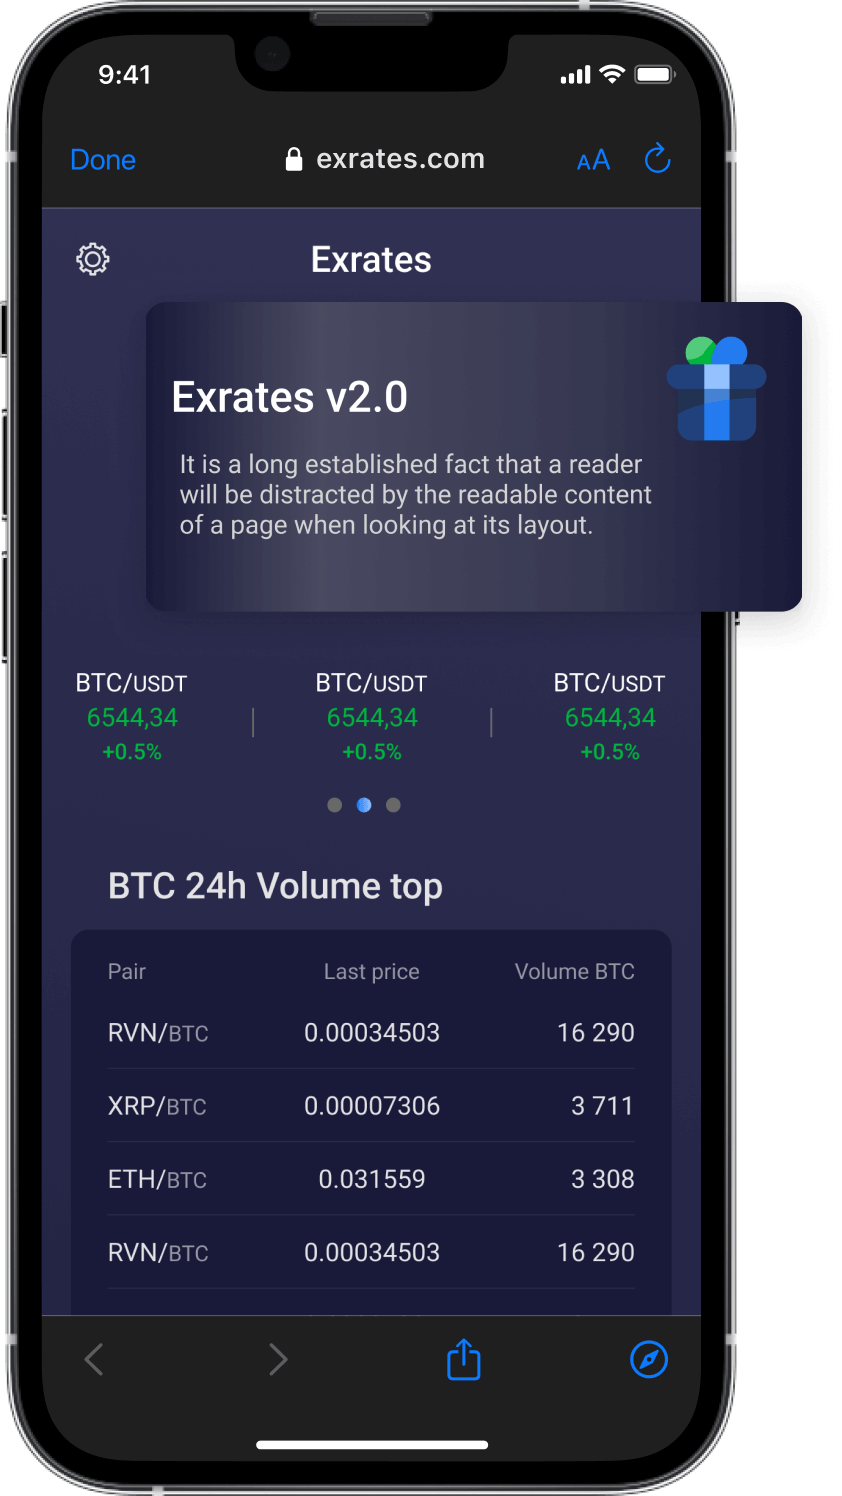 9:41
Done
exrates.com
AA
Exrates
Exrates v2.0
It is a long established fact that a reader
will be distracted by the readable content
of a page when looking at its layout.
BTC/USDT BTC/USDT BTC/USDT
6544,34 6544,34 6544,34
+0.5% +0.5% +0.5%
BTC 24h Volume top
Pair Last price Volume BTC
RVN/BTC 0.00034503 16 290
XRP/BTC 0.00007306 3 711
ETH/BTC 0.031559 3 308
RVN/BTC 0.00034503 16 290